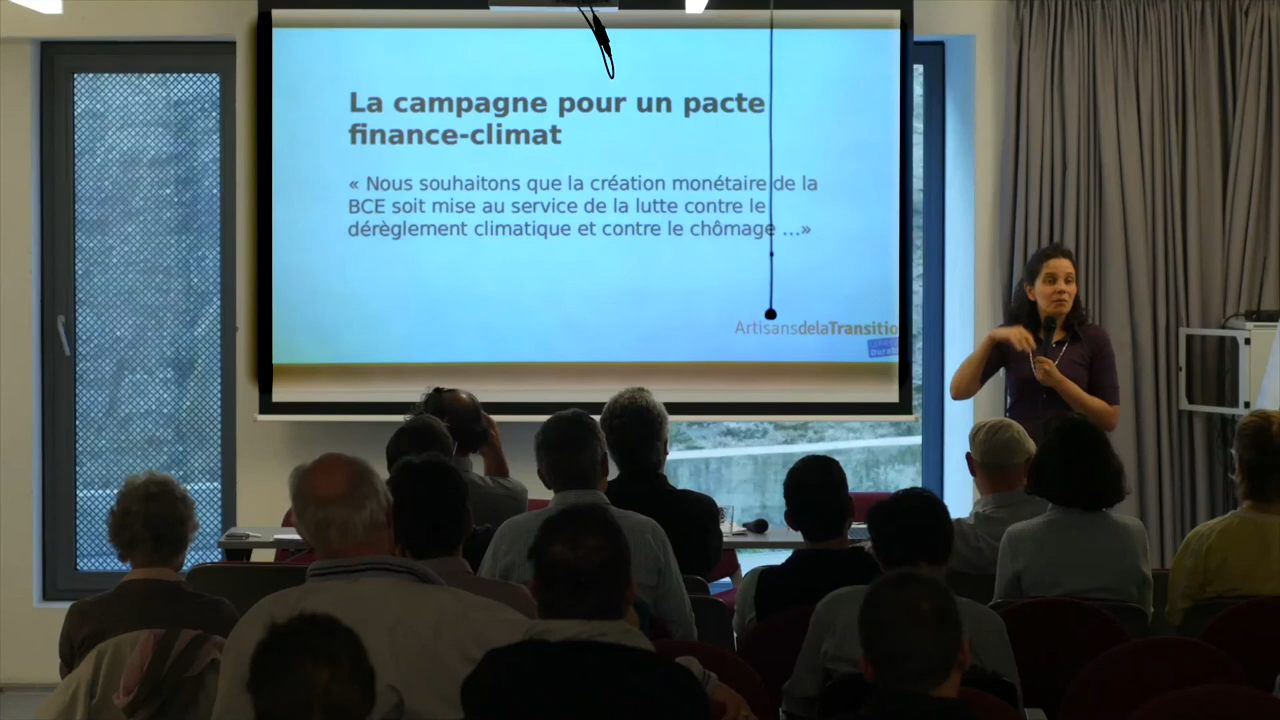 La campagne pour un pacte
finance-climat
« Nous souhaitons que la création monétaire de la
BCE soit mise au service de la lutte contre le
dérèglement climatique et contre le chômage ...»
ArtisansdelaTransitio